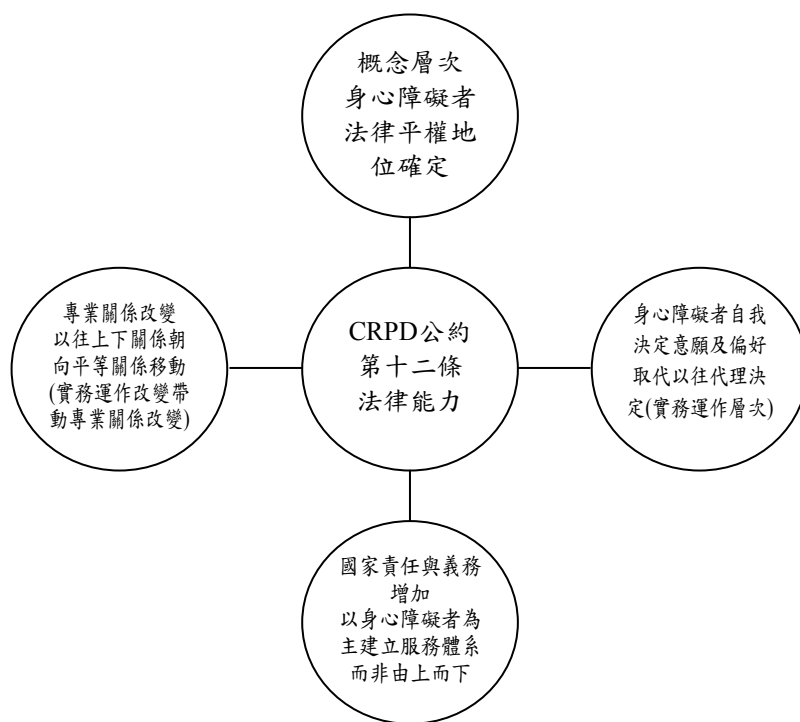 概念層次
身心障礙者
法律平權地
位確定
專業關係改變
以往上下關係朝
向平等關係移動
(實務運作改變帶
動專業關係改變)
CRPD公約
第十二條
法律能力
身心障礙者自我
決定意願及偏好
取代以往代理決
定(實務運作層次)
國家責任與義務
增加
以身心障礙者為
主建立服務體系
而非由上而下